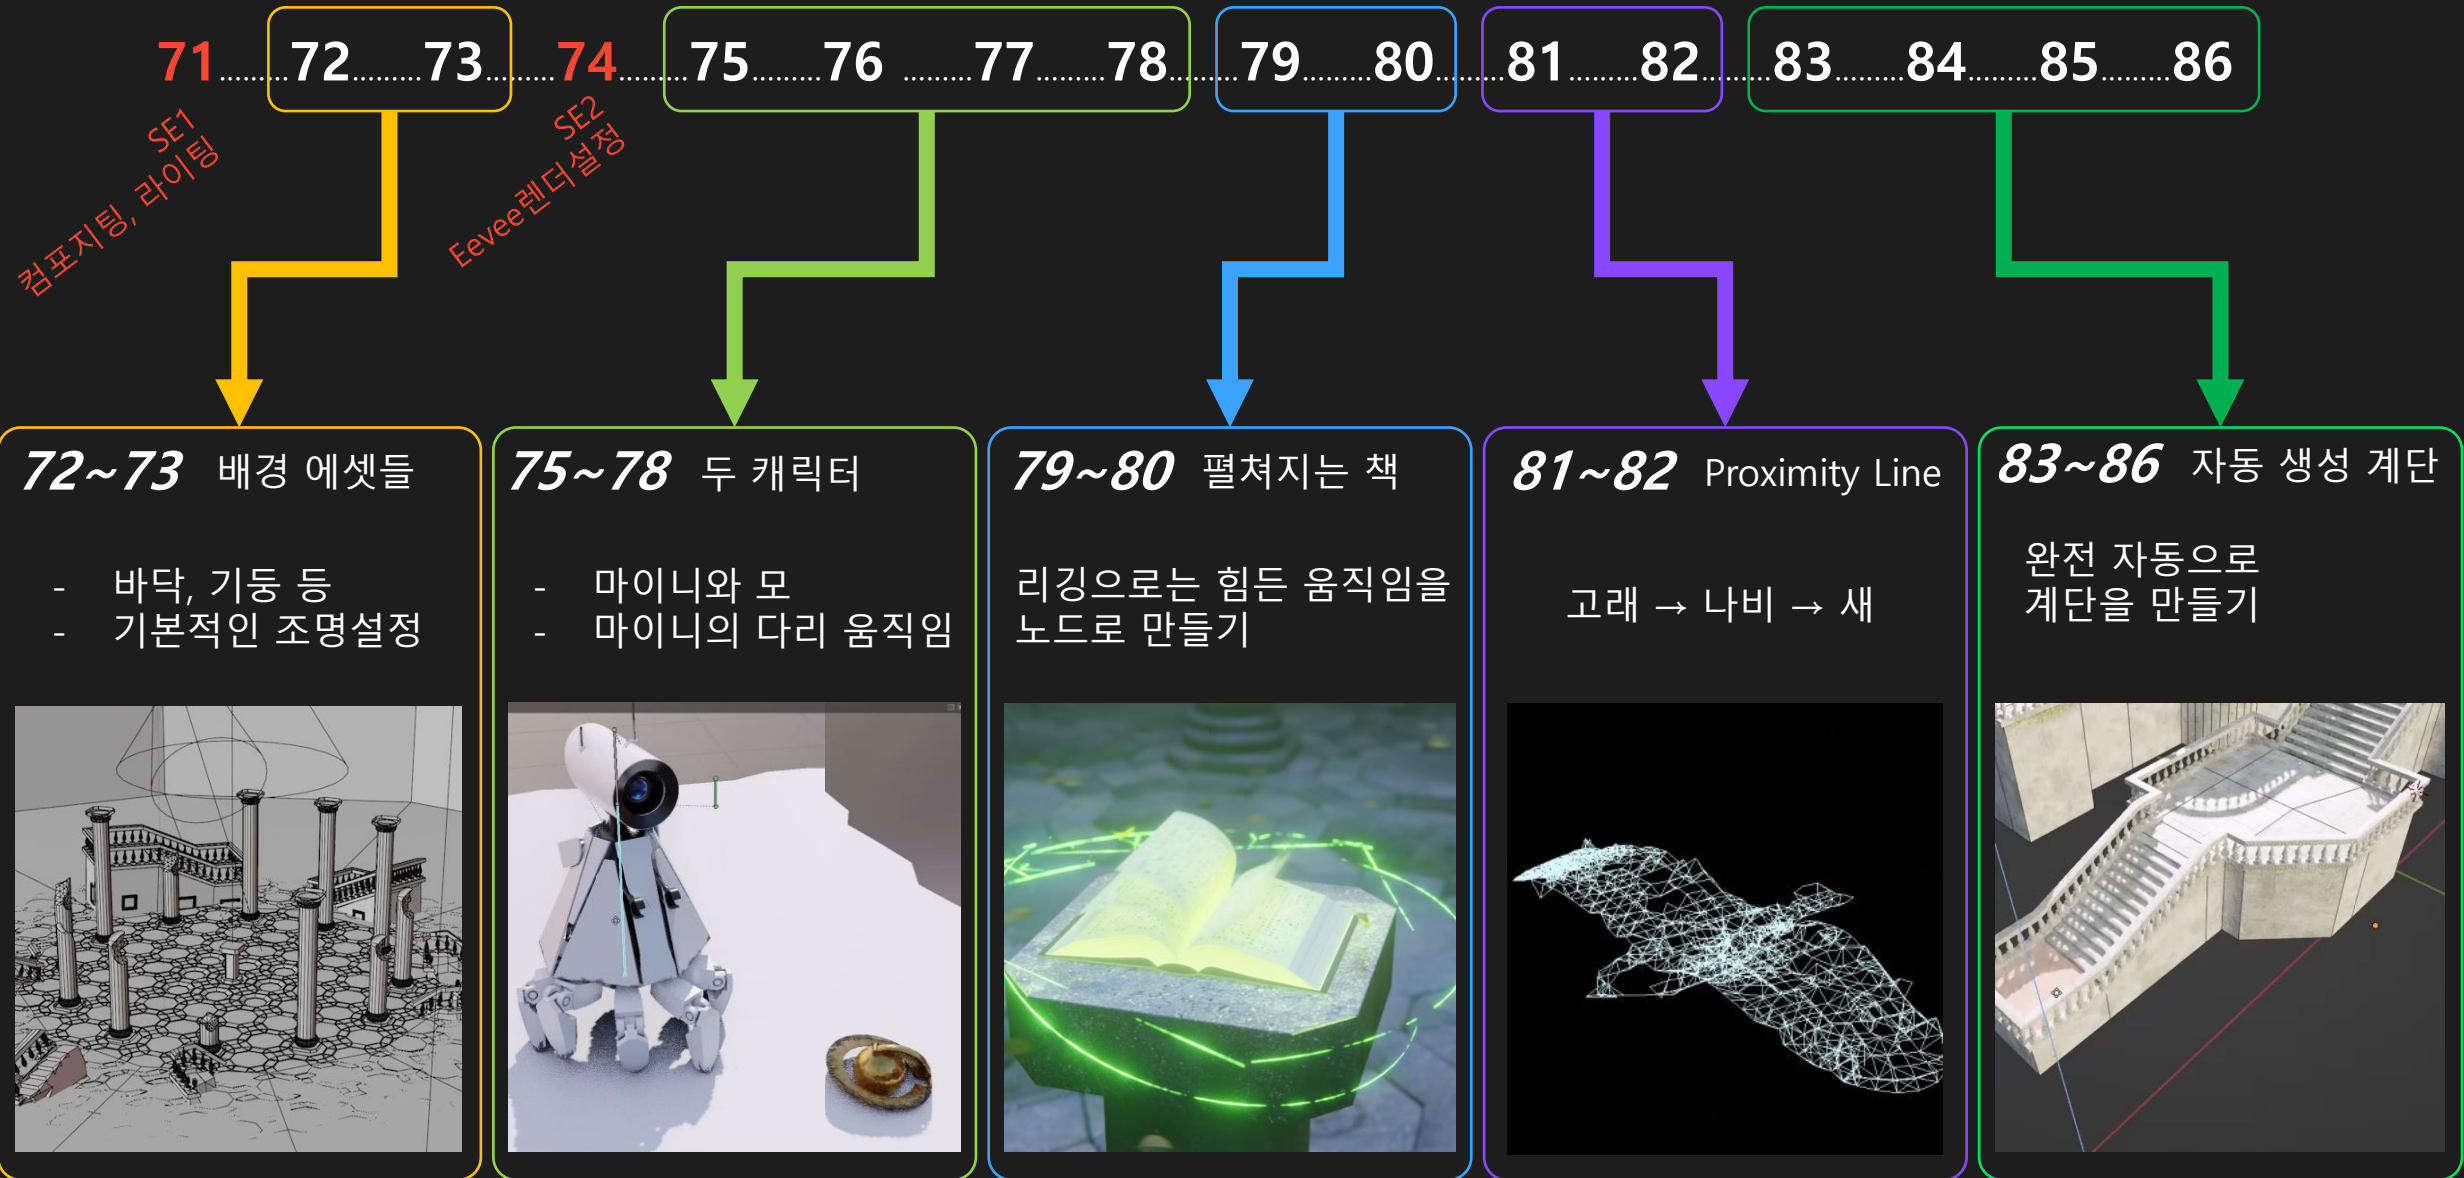 71.........72.........73.........74.........75.........76 .........77.........78.........79.........80.........81.........82.........83.........84.........85.........86
SE1
컴포지팅, 라이팅
SE2
Eevee렌더설정
72~73 배경 에셋들
- 바닥, 기둥 등
- 기본적인 조명설정
75~78 두 캐릭터
- 마이니와 모
- 마이니의 다리 움직임
79~80 펼쳐지는 책
리깅으로는 힘든 움직임을
노드로 만들기
81~82 Proximity Line
고래 → 나비 → 새
83~86 자동 생성 계단
완전 자동으로
계단을 만들기